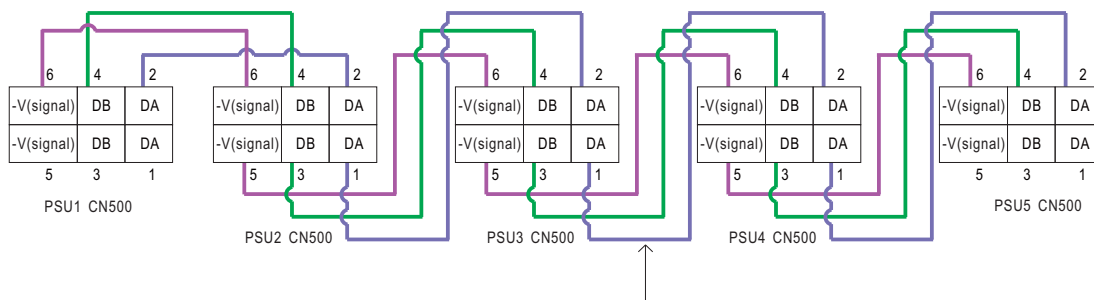 6 4 2 6 4 2 6 4 2 6 4 2 6 4 2
-V(signal) DB DA -V(signal) DB DA -V(signal) DB DA -V(signal) DB DA -V(signal) DB DA
-V(signal) DB DA -V(signal) DB DA -V(signal) DB DA -V(signal) DB DA -V(signal) DB DA
5 3 1 5 3 1 5 3 1 5 3 1 5 3 1
PSU1 CN500 PSU2 CN500 PSU3 CN500 PSU4 CN500 PSU5 CN500